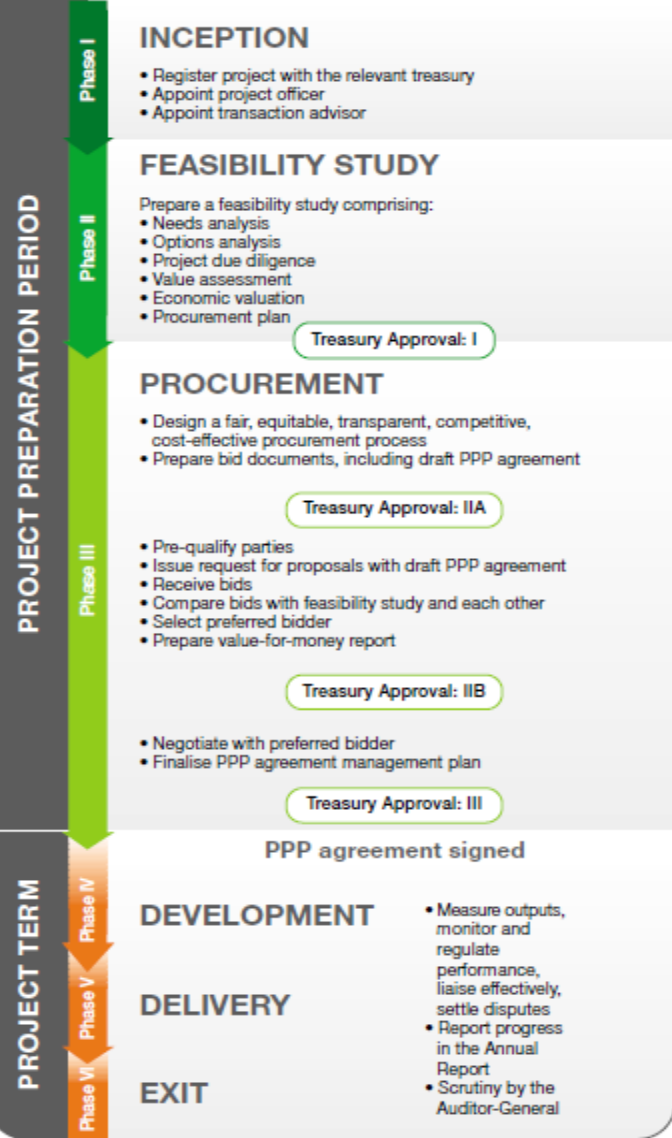 PROJECT PREPARATION PERIOD
Phase I
INCEPTION
• Register project with the relevant treasury
• Appoint project officer
• Appoint transaction advisor
Phase II
FEASIBILITY STUDY
Prepare a feasibility study comprising:
• Needs analysis
• Options analysis
• Project due diligence
• Value assessment
• Economic valuation
• Procurement plan
Treasury Approval: I
Phase III
PROCUREMENT
• Design a fair, equitable, transparent, competitive,
cost-effective procurement process
• Prepare bid documents, including draft PPP agreement
Treasury Approval: IIA
• Pre-qualify parties
• Issue request for proposals with draft PPP agreement
• Receive bids
• Compare bids with feasibility study and each other
• Select preferred bidder
• Prepare value-for-money report
Treasury Approval: IIB
• Negotiate with preferred bidder
• Finalise PPP agreement management plan
Treasury Approval: III
PROJECT TERM
PPP agreement signed
Phase IV
DEVELOPMENT
Phase V
DELIVERY
Phase VI
EXIT
• Measure outputs,
monitor and
regulate
performance,
liaise effectively,
settle disputes
• Report progress
in the Annual
Report
• Scrutiny by the
Auditor-General